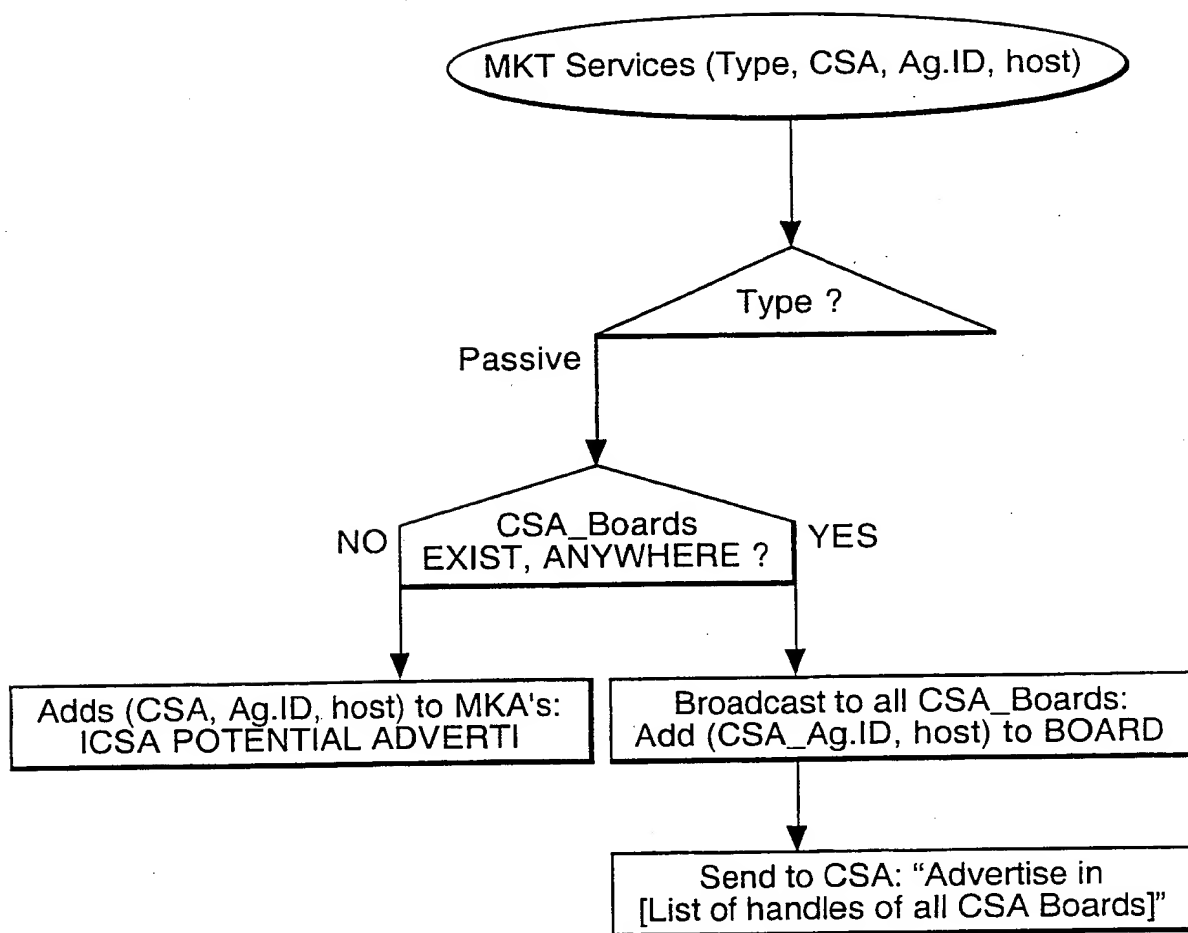 MKT Services (Type, CSA, Ag.ID, host)
Type ?
Passive
NO
CSA_Boards
EXIST, ANYWHERE ?
YES
Adds (CSA, Ag.ID, host) to MKA's:
ICSA POTENTIAL ADVERTI
Broadcast to all CSA_Boards:
Add (CSA_Ag.ID, host) to BOARD
Send to CSA: “Advertise in
[List of handles of all CSA Boards]”